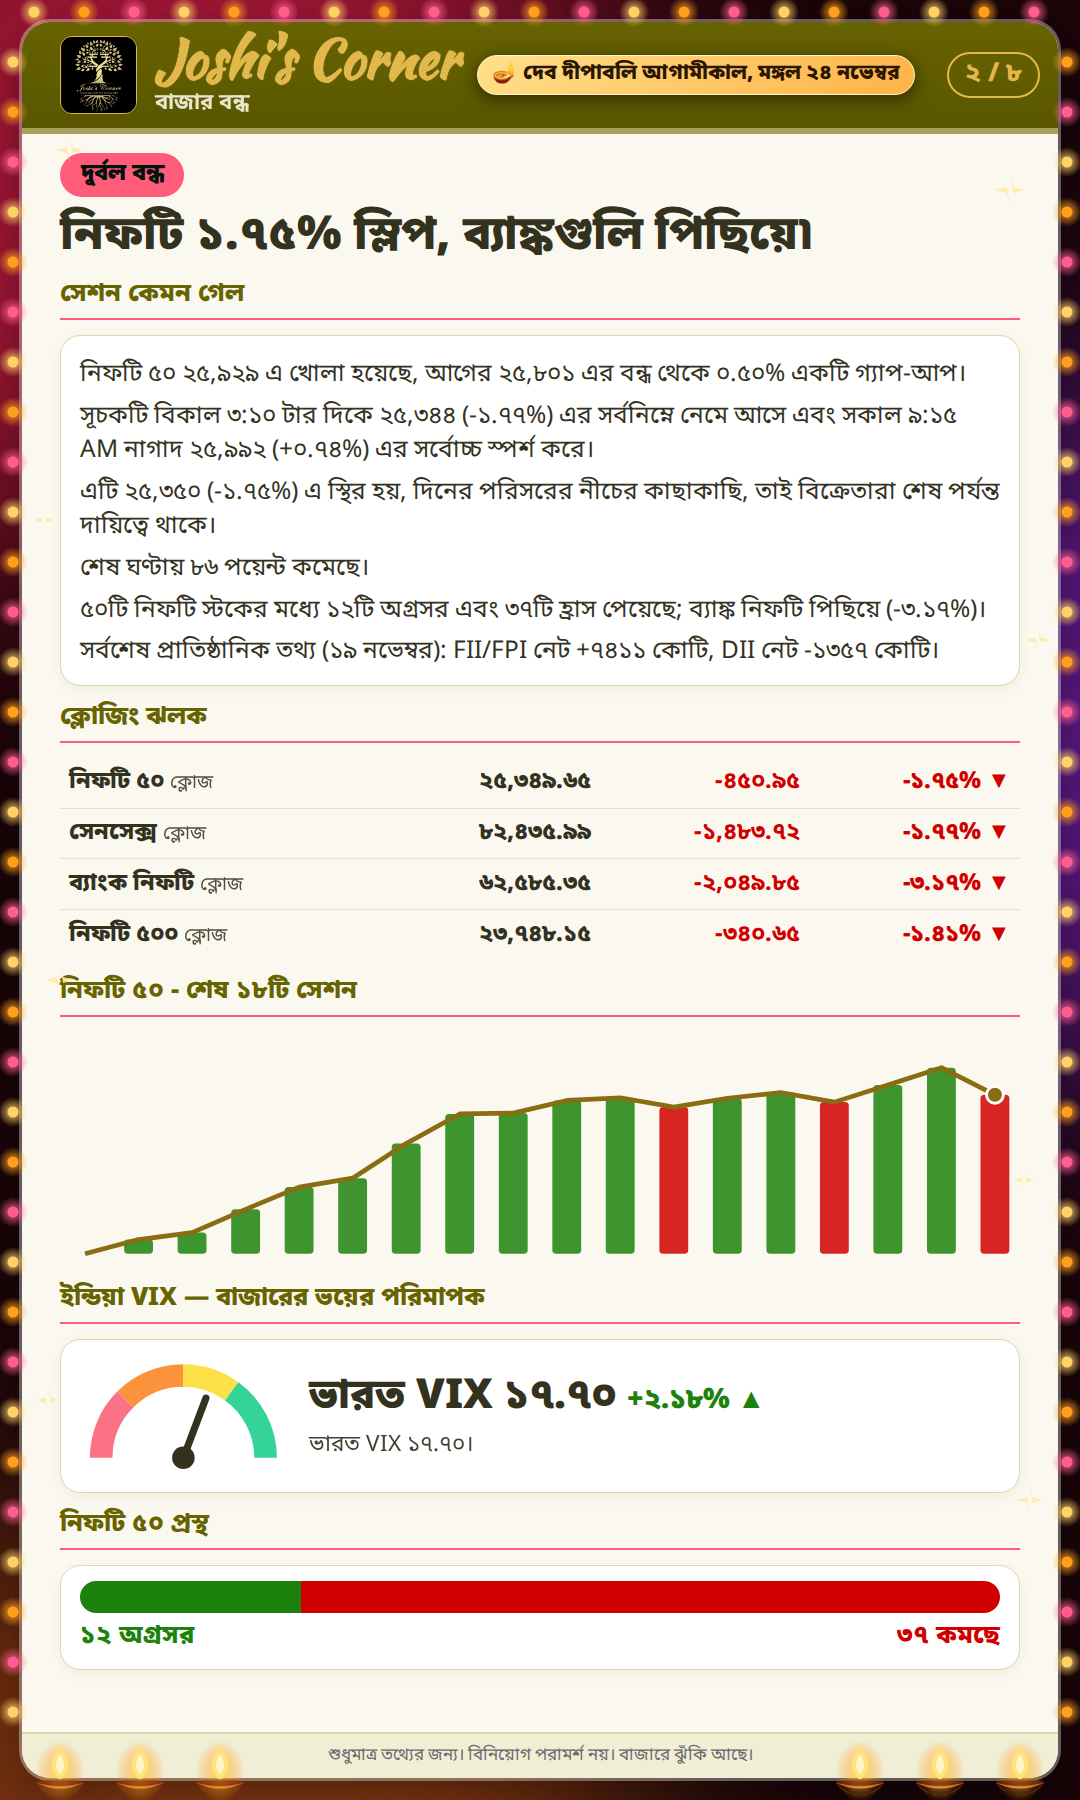 Joshi's Corner
বাজার বন্ধ
দেব দীপাবলি আগামীকাল, মঙ্গল ২৪ নভেম্বর
২ / ৮
Joshi's Corner
দুর্বল বন্ধ
নিফটি ১.৭৫% স্লিপ, ব্যাঙ্কগুলি পিছিয়ে৷
সেশন কেমন গেল
নিফটি ৫০ ২৫,৯২৯ এ খোলা হয়েছে, আগের ২৫,৮০১ এর বন্ধ থেকে ০.৫০% একটি গ্যাপ-আপ।
সূচকটি বিকাল ৩:১০ টার দিকে ২৫,৩৪৪ (-১.৭৭%) এর সর্বনিম্নে নেমে আসে এবং সকাল ৯:১৫
AM নাগাদ ২৫,৯৯২ (+০.৭৪%) এর সর্বোচ্চ স্পর্শ করে।
এটি ২৫,৩৫০ (-১.৭৫%) এ স্থির হয়, দিনের পরিসরের নীচের কাছাকাছি, তাই বিক্রেতারা শেষ পর্যন্ত
দায়িত্বে থাকে।
শেষ ঘণ্টায় ৮৬ পয়েন্ট কমেছে।
৫০টি নিফটি স্টকের মধ্যে ১২টি অগ্রসর এবং ৩৭টি হ্রাস পেয়েছে; ব্যাঙ্ক নিফটি পিছিয়ে (-৩.১৭%)।
সর্বশেষ প্রাতিষ্ঠানিক তথ্য (১৯ নভেম্বর): FII/FPI নেট +৭৪১১ কোটি, DII নেট -১৩৫৭ কোটি।
ক্লোজিং ঝলক
নিফটি ৫০ ক্লোজ ২৫,৩৪৯.৬৫ -৪৫০.৯৫ -১.৭৫% ▼
সেনসেক্স ক্লোজ ৮২,৪৩৫.৯৯ -১,৪৮৩.৭২ -১.৭৭% ▼
ব্যাংক নিফটি ক্লোজ ৬২,৫৮৫.৩৫ -২,০৪৯.৮৫ -৩.১৭% ▼
নিফটি ৫০০ ক্লোজ ২৩,৭৪৮.১৫ -৩৪০.৬৫ -১.৪১% ▼
নিফটি ৫০ - শেষ ১৮টি সেশন
ইন্ডিয়া VIX — বাজারের ভয়ের পরিমাপক
ভারত VIX ১৭.৭০ +২.১৮% ▲
ভারত VIX ১৭.৭০।
নিফটি ৫০ প্রস্থ
১২ অগ্রসর
৩৭ কমছে
শুধুমাত্র তথ্যের জন্য। বিনিয়োগ পরামর্শ নয়। বাজারে ঝুঁকি আছে।